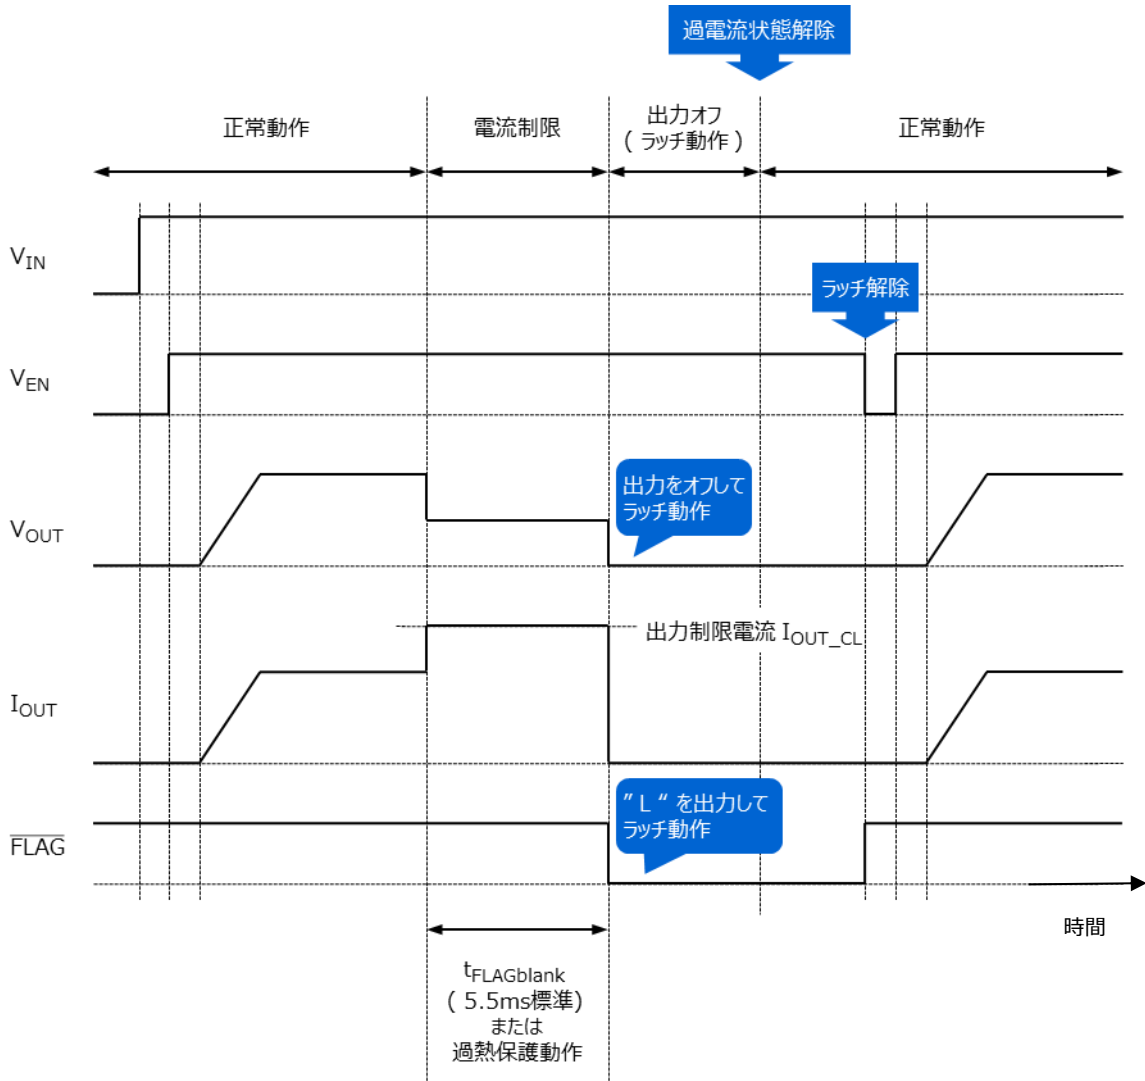 過電流状態解除
正常動作
電流制限
出力オフ
( ラッチ動作 )
正常動作
VIN
ラッチ解除
VEN
出力をオフして
ラッチ動作
VOUT
出力制限電流 IOUT_CL
IOUT
” L “ を出力して
ラッチ動作
FLAG
時間
tFLAGblank
( 5.5ms標準)
または
過熱保護動作